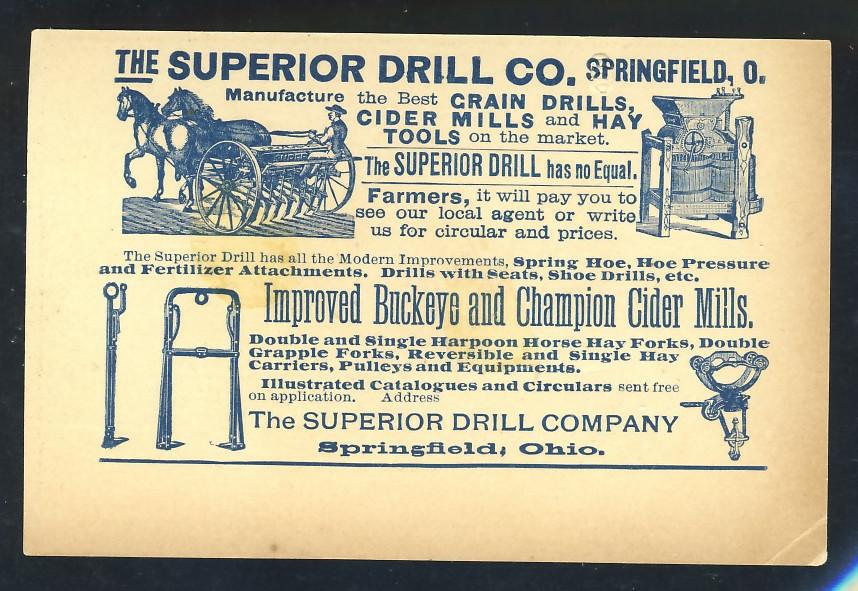 THE SUPERIOR DRILL CO. SPRINGFIELD, O.
Manufacture the Best GRAIN DRILLS,
CIDER MILLS and HAY
TOOLS on the market.
The SUPERIOR DRILL has no Equal.
Farmers, it will pay you to
see our local agent or write
us for circular and prices.
The Superior Drill has all the Modern Improvements, Spring Hoe, Hoe Pressure
and Fertilizer Attachments. Drills with Seats, Shoe Drills, etc.
Improved Buckeye and Champion Cider Mills.
Double and Single Harpoon Horse Hay Forks, Double
Grapple Forks, Reversible and Single Hay
Carriers, Pulleys and Equipments.
Illustrated Catalogues and Circulars sent free
on application. Address
The SUPERIOR DRILL COMPANY
Springfield, Ohio.